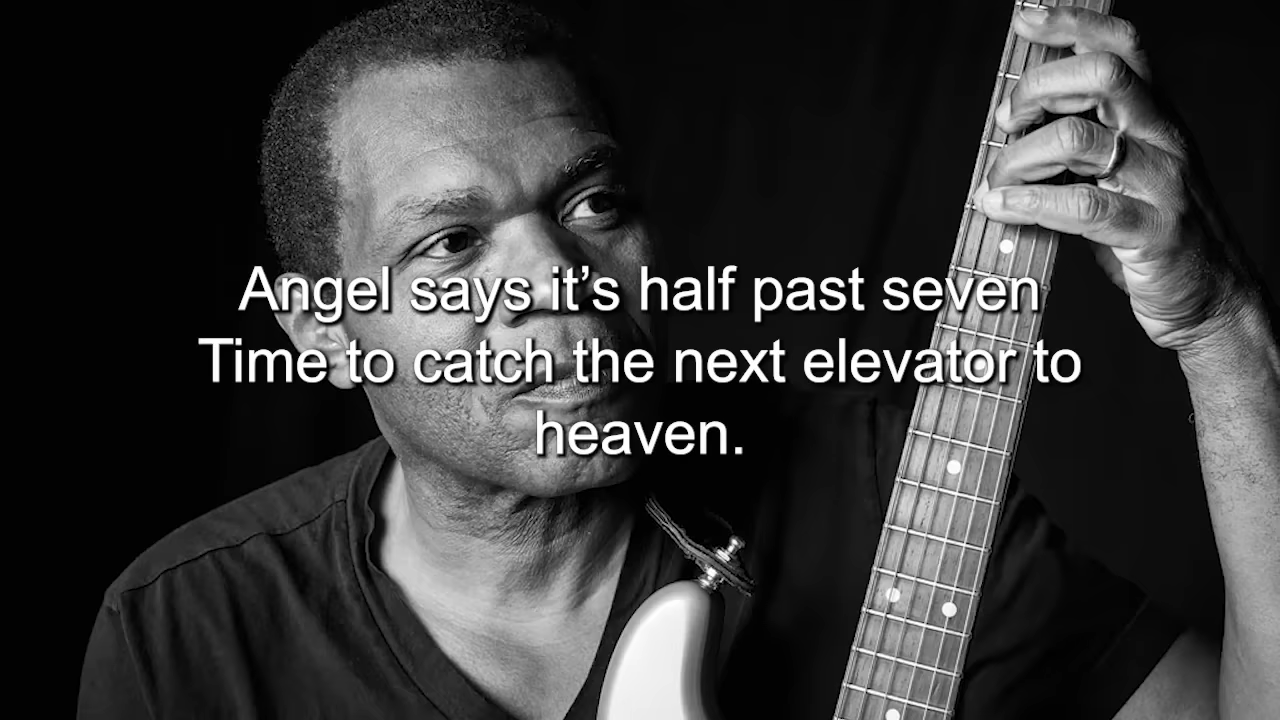 Angel says it’s half past seven
Time to catch the next elevator to
heaven.